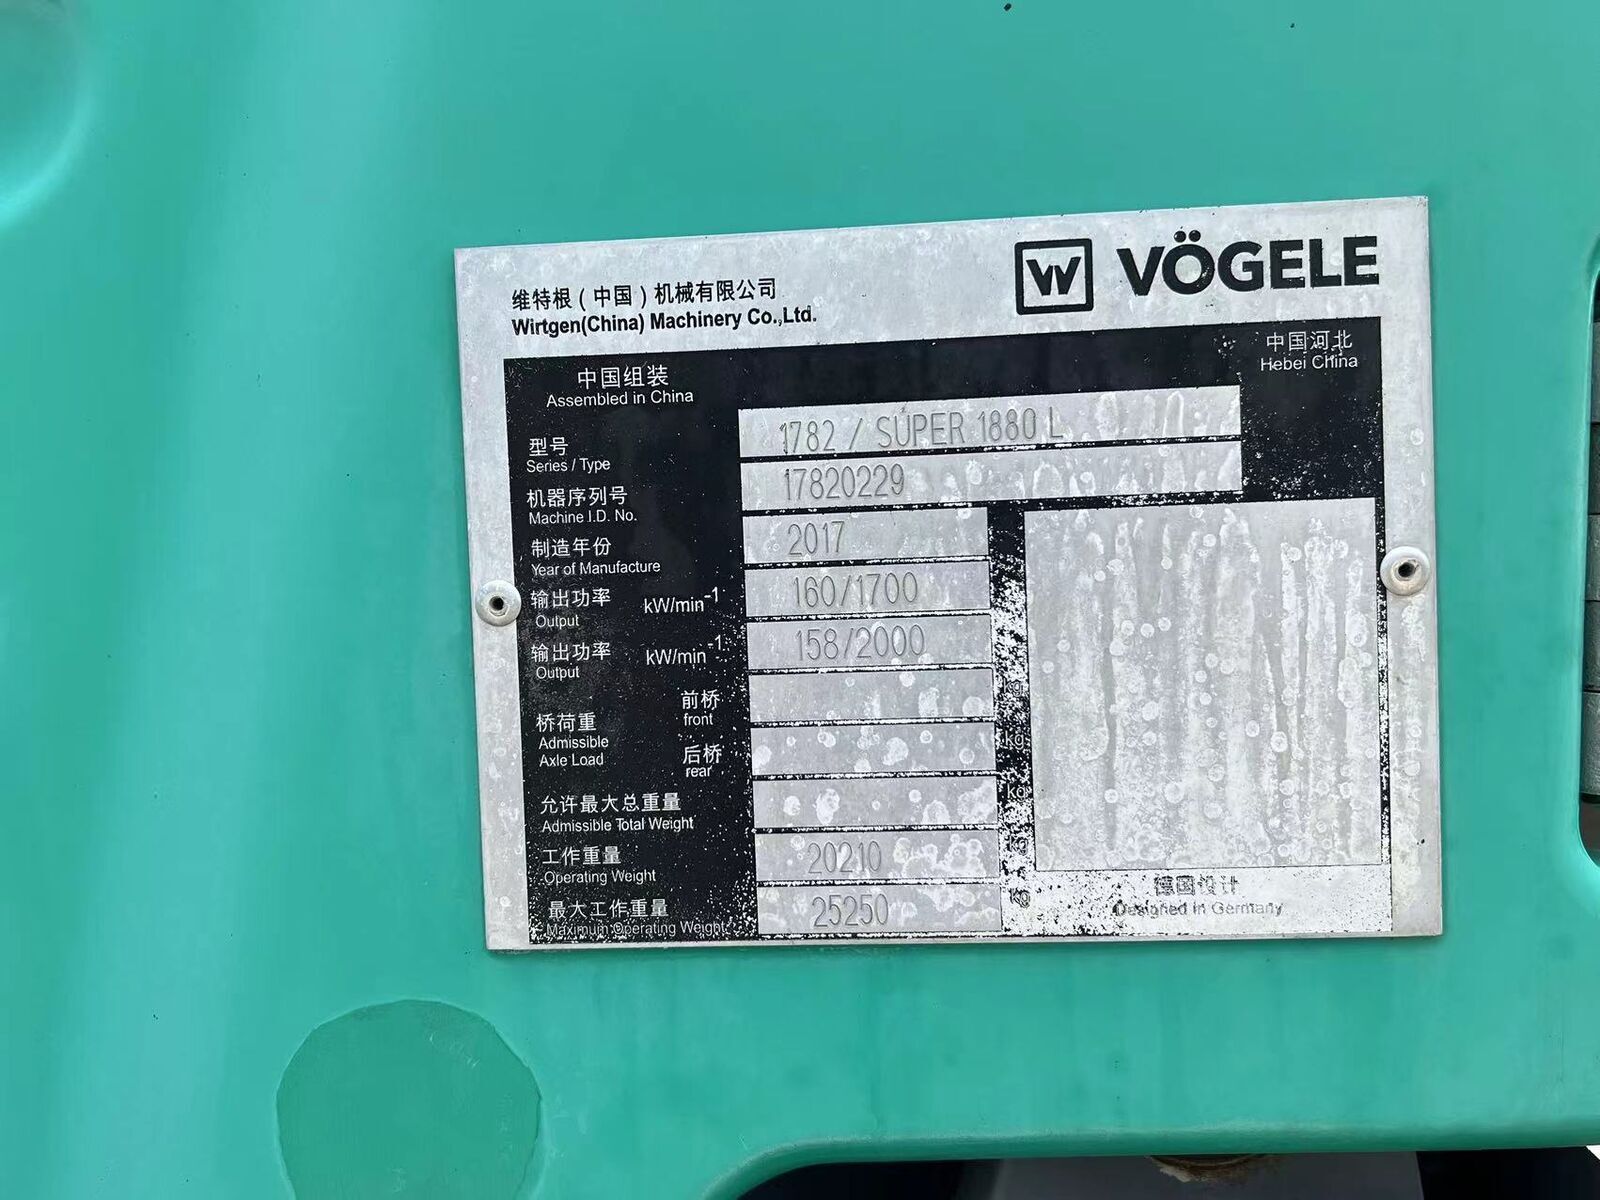 维特根（中国）机械有限公司
Wirtgen(China) Machinery Co.,Ltd.
VÖGELE
中国组装
Assembled in China
中国河北
Hebei China
型号
Series / Type
1782 / SUPER 1880 L
机器序列号
Machine I.D. No.
17820229
制造年份
Year of Manufacture
2017
输出功率 kW/min-1
Output
160/1700
输出功率 kW/min-1
Output
158/2000
桥荷重
Admissible
Axle Load
前桥
front
kg
后桥
rear
kg
允许最大总重量
Admissible Total Weight
kg
工作重量
Operating Weight
20210 kg
最大工作重量
Maximum Operating Weight
25250 kg
德国设计
Designed in Germany